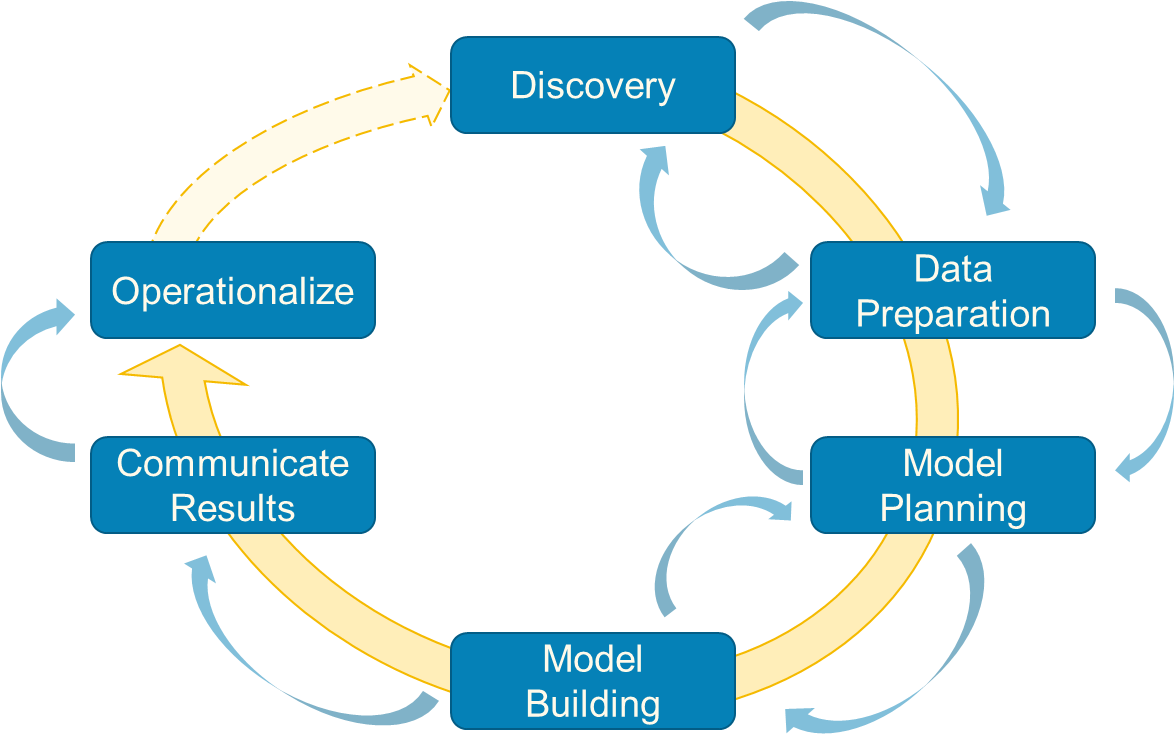 Discovery
Data
Preparation
Model
Planning
Model
Building
Communicate
Results
Operationalize